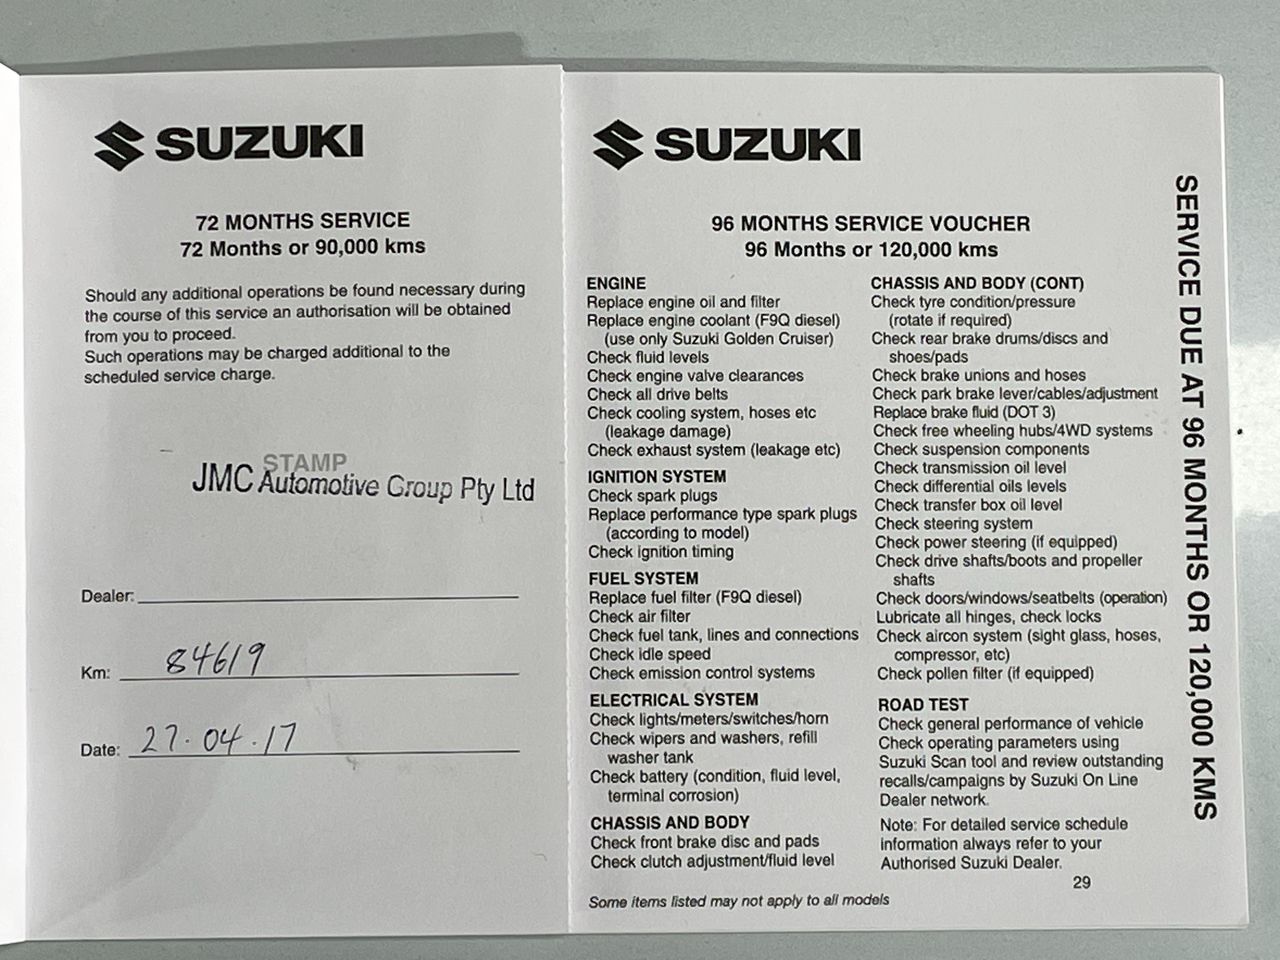 SUZUKI
72 MONTHS SERVICE
72 Months or 90,000 kms
Should any additional operations be found necessary during
the course of this service an authorisation will be obtained
from you to proceed.
Such operations may be charged additional to the
scheduled service charge.
STAMP
JMC Automotive Group Pty Ltd
Dealer:
Km: 84619
Date: 27.04.17
SUZUKI
96 MONTHS SERVICE VOUCHER
96 Months or 120,000 kms
ENGINE
Replace engine oil and filter
Replace engine coolant (F9Q diesel)
(use only Suzuki Golden Cruiser)
Check fluid levels
Check engine valve clearances
Check all drive belts
Check cooling system, hoses etc
(leakage damage)
Check exhaust system (leakage etc)
IGNITION SYSTEM
Check spark plugs
Replace performance type spark plugs
(according to model)
Check ignition timing
FUEL SYSTEM
Replace fuel filter (F9Q diesel)
Check air filter
Check fuel tank, lines and connections
Check idle speed
Check emission control systems
ELECTRICAL SYSTEM
Check lights/meters/switches/horn
Check wipers and washers, refill
washer tank
Check battery (condition, fluid level,
terminal corrosion)
CHASSIS AND BODY
Check front brake disc and pads
Check clutch adjustment/fluid level
Some items listed may not apply to all models
CHASSIS AND BODY (CONT)
Check tyre condition/pressure
(rotate if required)
Check rear brake drums/discs and
shoes/pads
Check brake unions and hoses
Check park brake lever/cables/adjustment
Replace brake fluid (DOT 3)
Check free wheeling hubs/4WD systems
Check suspension components
Check transmission oil level
Check differential oils levels
Check transfer box oil level
Check steering system
Check power steering (if equipped)
Check drive shafts/boots and propeller
shafts
Check doors/windows/seatbelts (operation)
Lubricate all hinges, check locks
Check aircon system (sight glass, hoses,
compressor, etc)
Check pollen filter (if equipped)
ROAD TEST
Check general performance of vehicle
Check operating parameters using
Suzuki Scan tool and review outstanding
recalls/campaigns by Suzuki On Line
Dealer network.
Note: For detailed service schedule
information always refer to your
Authorised Suzuki Dealer.
29
SERVICE DUE AT 96 MONTHS OR 120,000 KMS